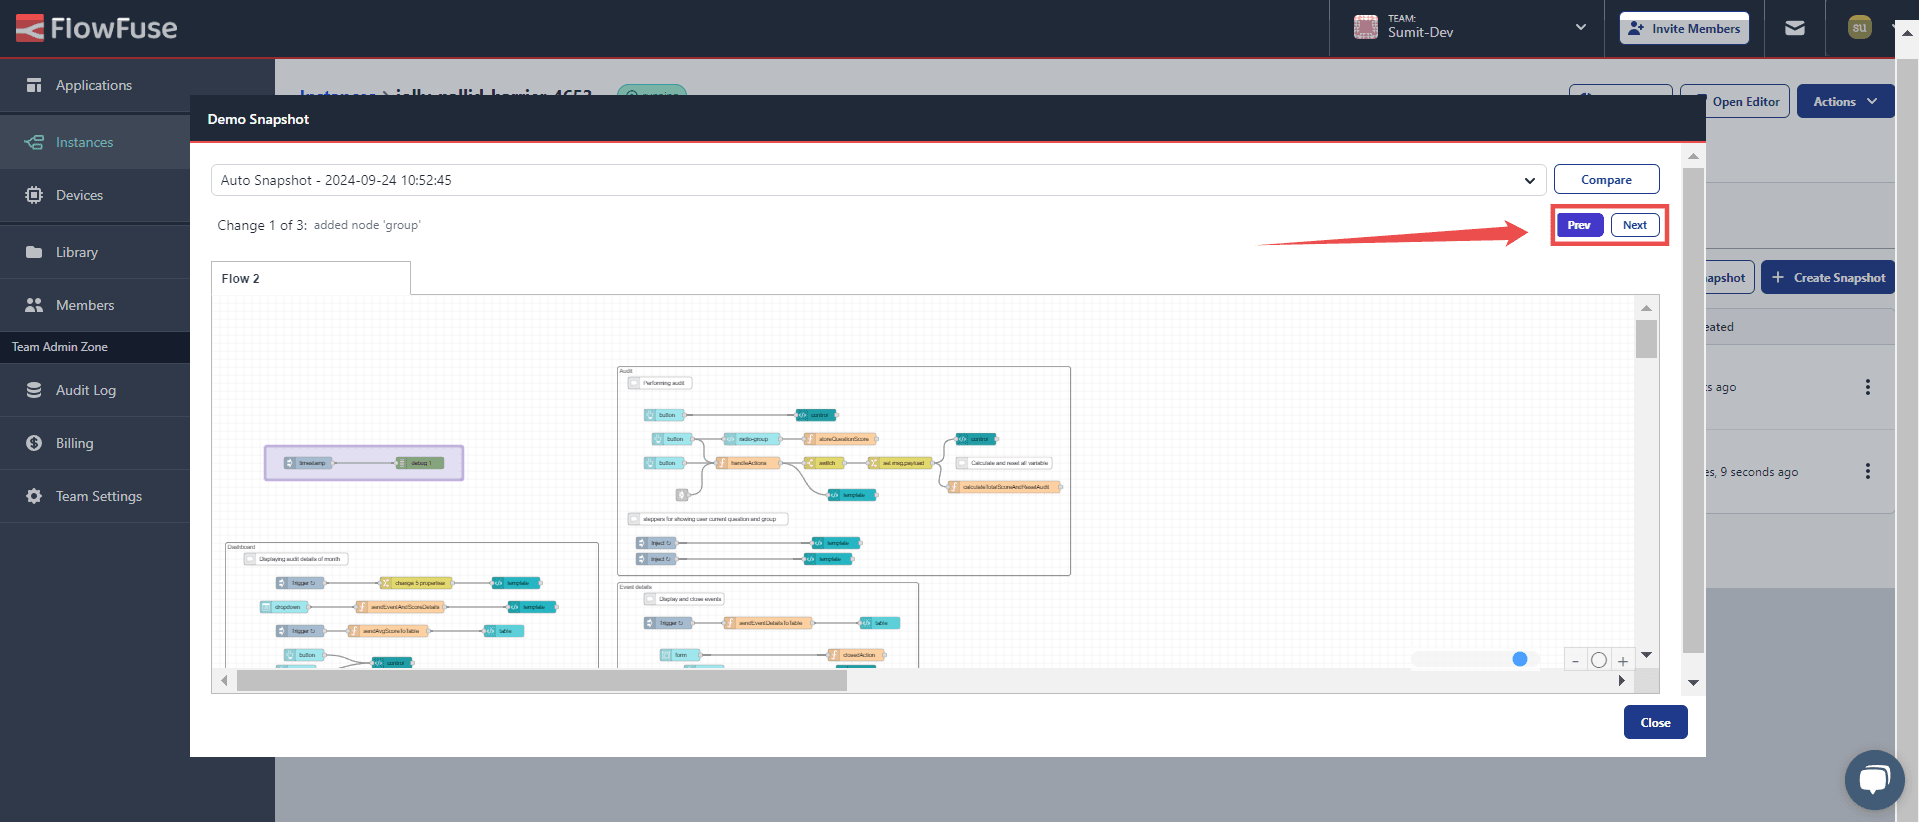 FlowFuse
TEAM:
Sumit-Dev
Invite Members
su
Applications
Instances
Devices
Library
Members
Team Admin Zone
Audit Log
Billing
Team Settings
Open Editor
Actions
Demo Snapshot
Auto Snapshot - 2024-09-24 10:52:45
Compare
Change 1 of 3: added node 'group'
Prev
Next
Flow 2
Create Snapshot
s ago
es, 9 seconds ago
timestamp
debug 1
Audit
Performing audit
button
control
button
radio-group
storeQuestionScore
control
button
handleActions
switch
set msg.payload
Calculate and reset all variable
calculateTotalScoreAndResetAudit
template
steppers for showing user current question and group
Inject ↻
template
Inject ↻
template
Dashboard
Displaying audit details of month
Trigger ↻
change: 5 properties
template
dropdown
sendEventAndScoreDetails
template
Trigger ↻
sendAvgScoreToTable
table
button
control
Event details
Display and close events
Trigger ↻
sendEventDetailsToTable
table
form
closedAction
- +
Close